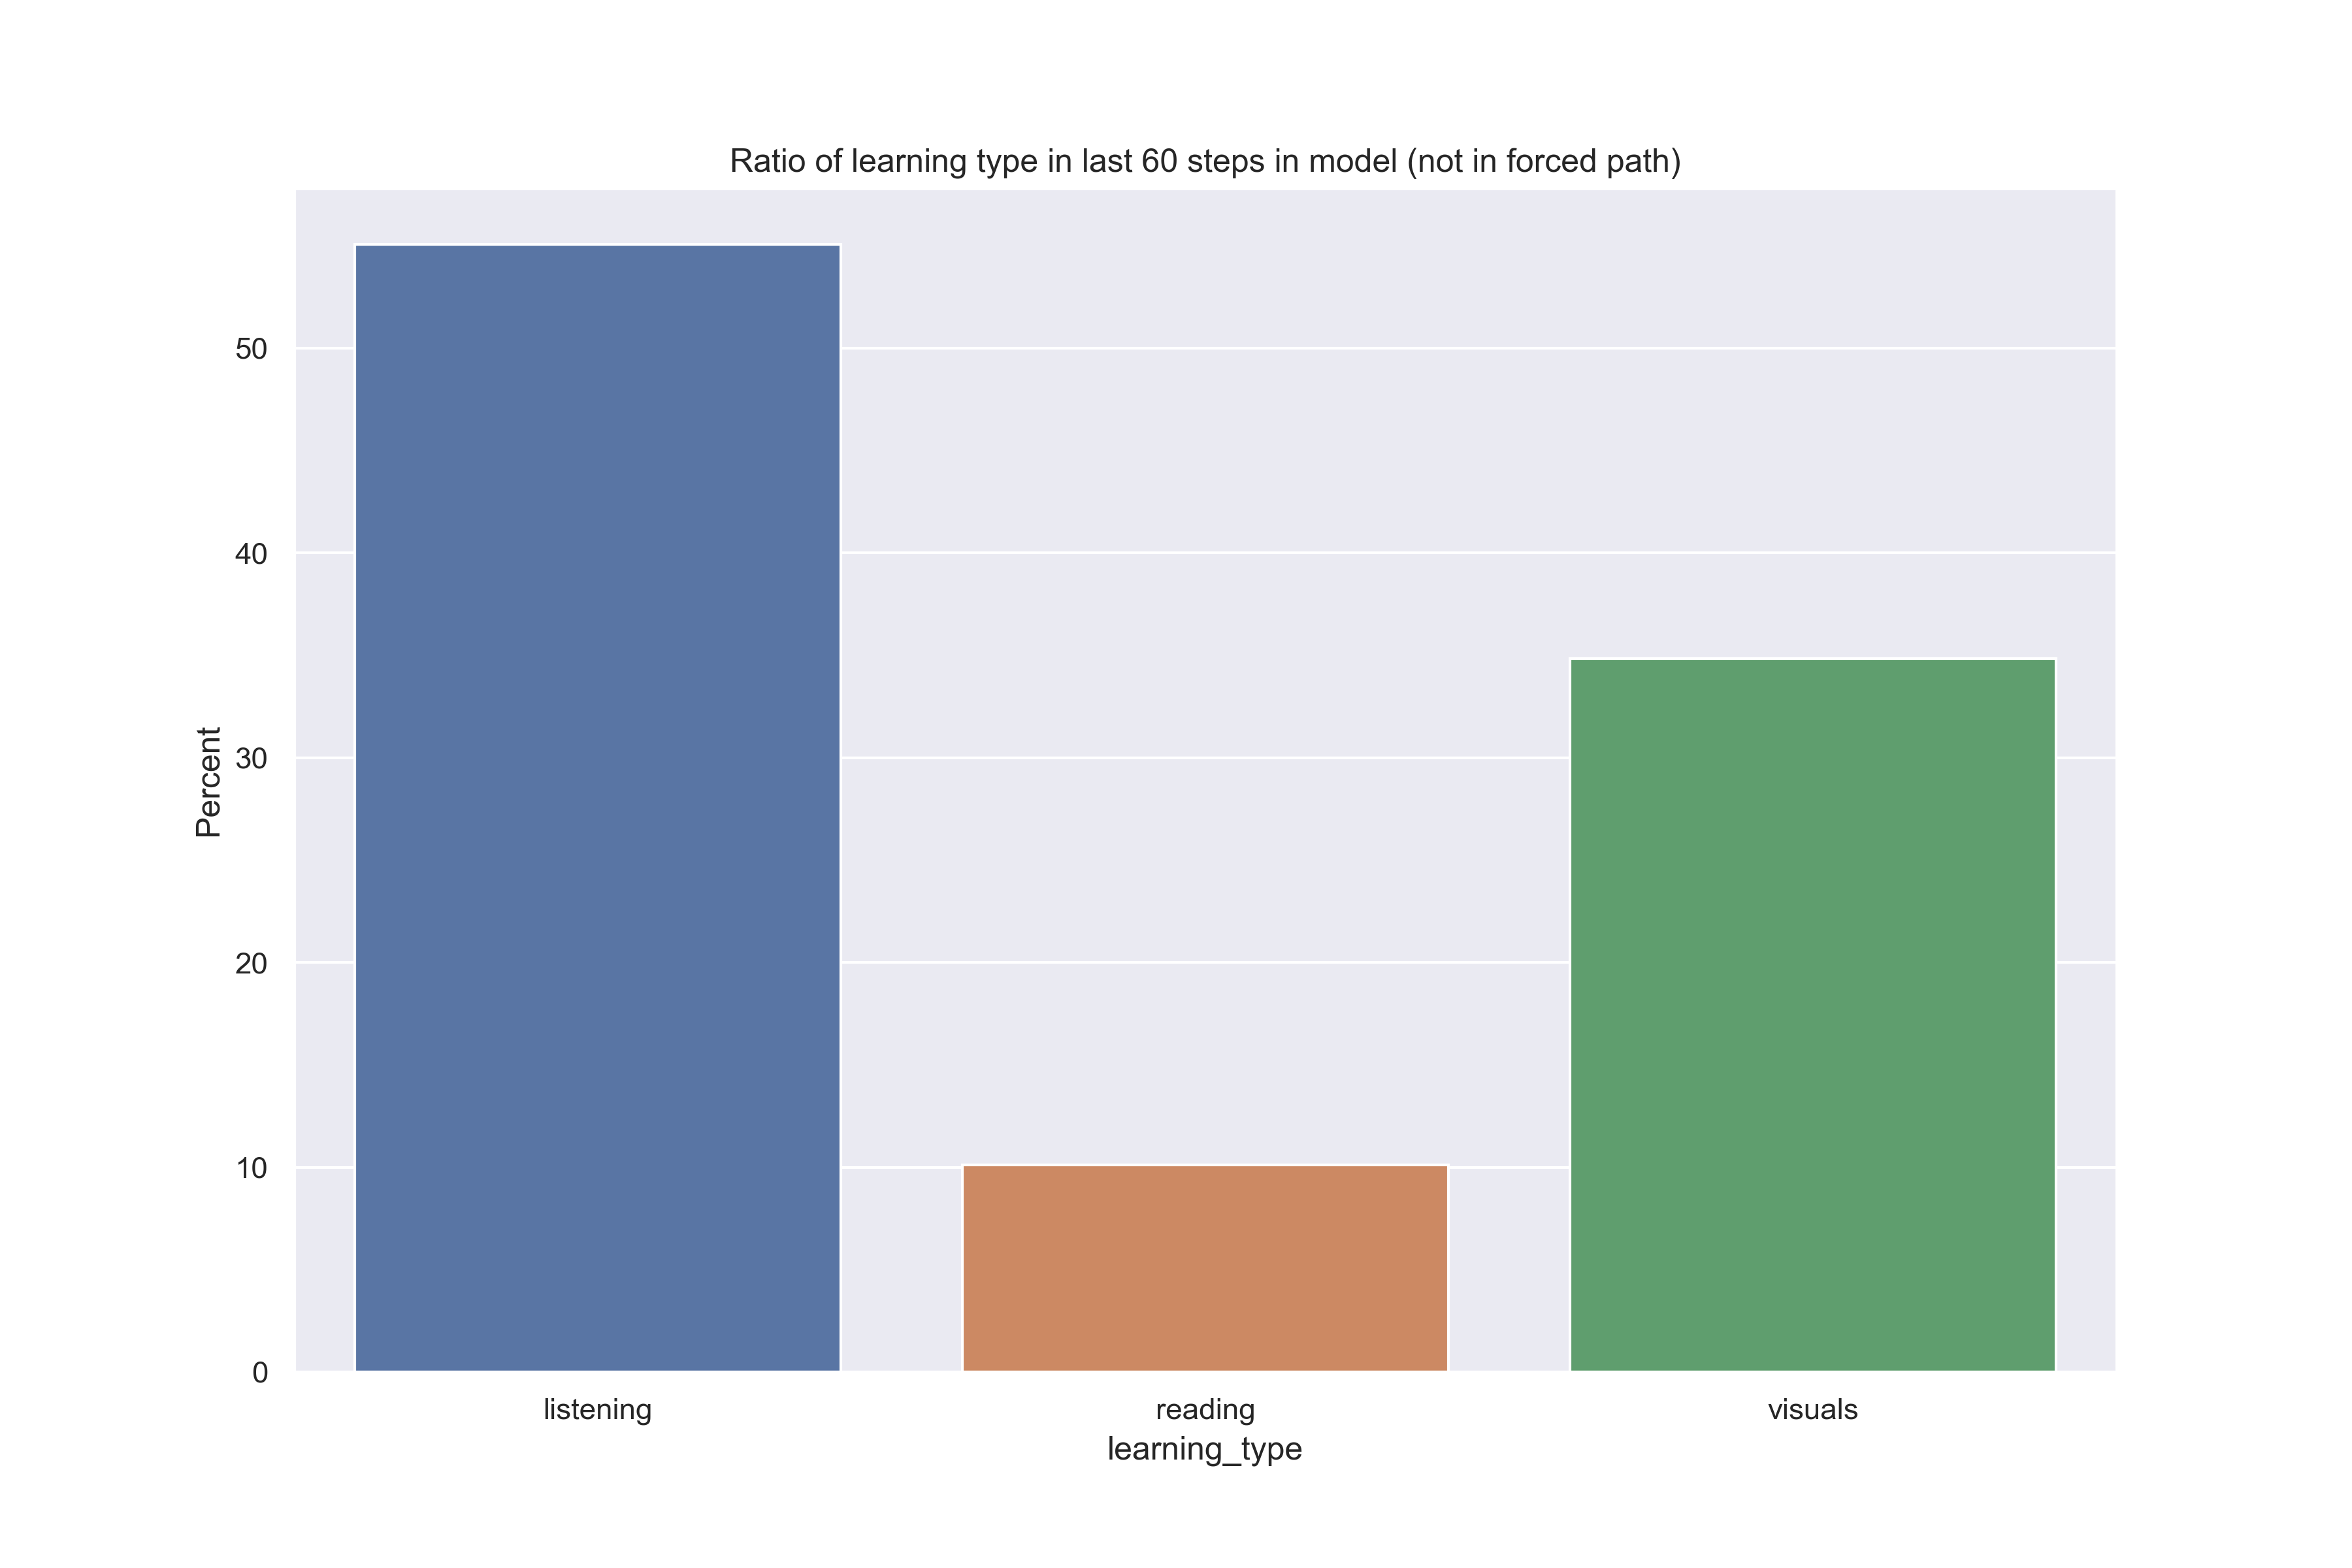 Ratio of learning type in last 60 steps in model (not in forced path)
50
40
30
20
10
0
Percent
listening reading visuals
learning_type